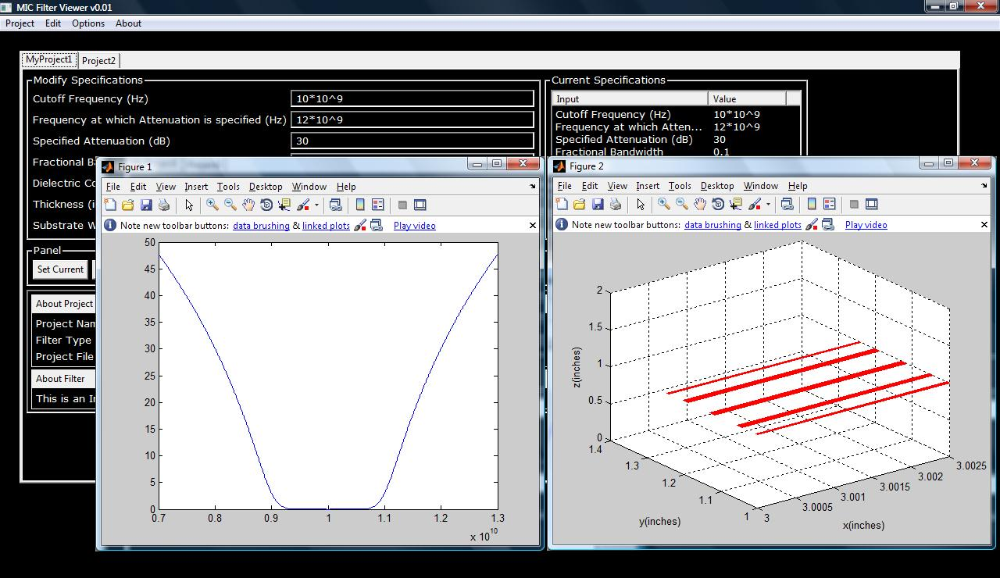 MIC Filter Viewer v0.01
Project Edit Options About
MyProject1 Project2
Modify Specifications
Cutoff Frequency (Hz) 10*10^9
Frequency at which Attenuation is specified (Hz) 12*10^9
Specified Attenuation (dB) 30
Fractional B
Dielectric Co
Thickness (i
Substrate W
Current Specifications
Input Value
Cutoff Frequency (Hz) 10*10^9
Frequency at which Atten... 12*10^9
Specified Attenuation (dB) 30
Fractional Bandwidth 0.1
Panel
Set Current
About Project
Project Nam
Filter Type
Project File
About Filter
This is an In
Figure 1
File Edit View Insert Tools Desktop Window Help
Note new toolbar buttons: data brushing & linked plots Play video
50
45
40
35
30
25
20
15
10
5
0
0.7 0.8 0.9 1 1.1 1.2 1.3
x 10^10
Figure 2
File Edit View Insert Tools Desktop Window Help
Note new toolbar buttons: data brushing & linked plots Play video
2
1.5
1
0.5
0
z(inches)
1.4
1.3
1.2
1.1
1
y(inches)
3
3.0005
3.001
3.0015
3.002
3.0025
x(inches)